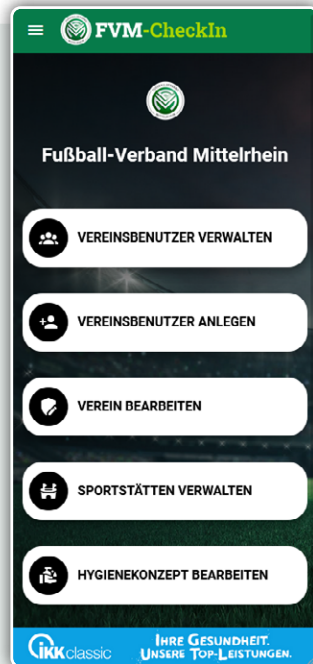 FVM-CheckIn
Fußball-Verband Mittelrhein
VEREINSBENUTZER VERWALTEN
VEREINSBENUTZER ANLEGEN
VEREIN BEARBEITEN
SPORTSTÄTTEN VERWALTEN
HYGIENEKONZEPT BEARBEITEN
IKK classic
IHRE GESUNDHEIT.
UNSERE TOP-LEISTUNGEN.